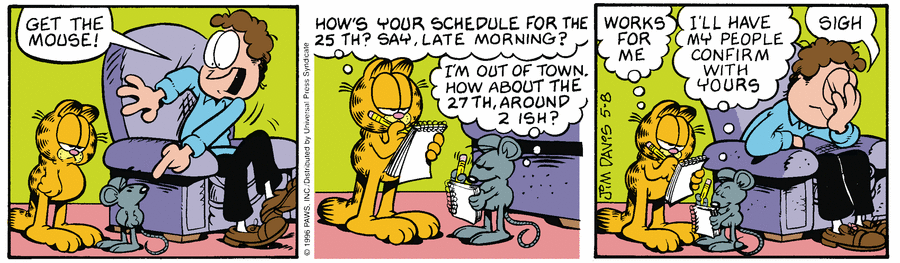 GET THE
MOUSE!
© 1996 PAWS, INC./Distributed by Universal Press Syndicate
HOW'S YOUR SCHEDULE FOR THE
25 TH? SAY, LATE MORNING?
I'M OUT OF TOWN.
HOW ABOUT THE
27TH, AROUND
2 ISH?
WORKS
FOR
ME
I'LL HAVE
MY PEOPLE
CONFIRM
WITH
YOURS
SIGH
JIM DAVIS 5-8